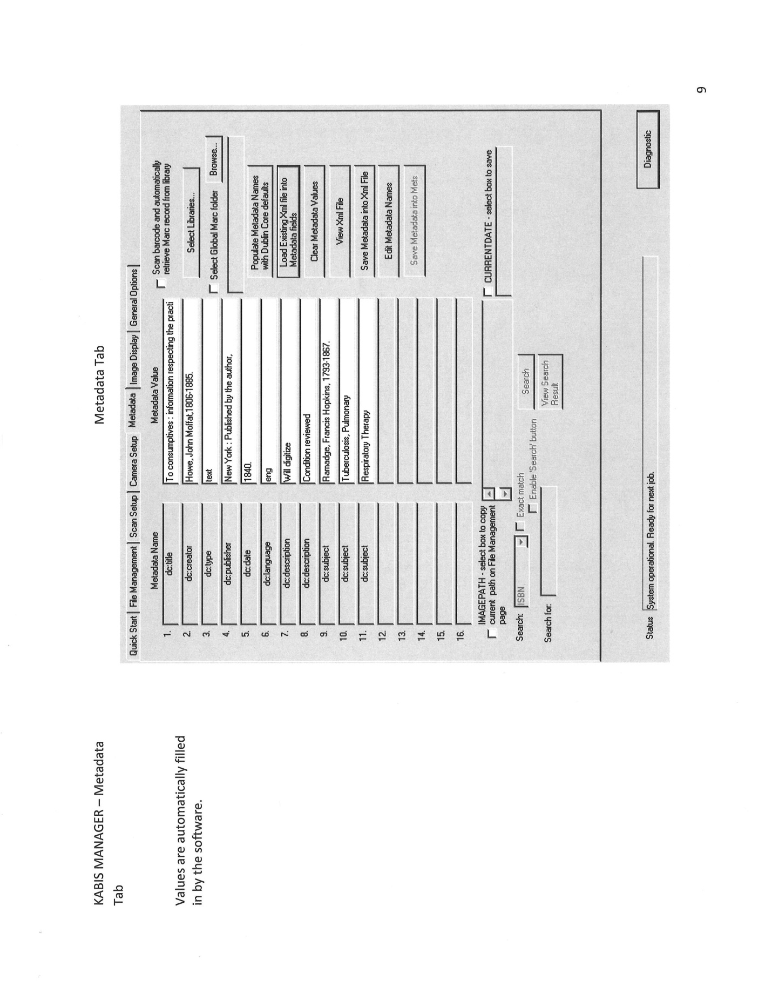 KABIS MANAGER – Metadata
Tab
Values are automatically filled
in by the software.
Metadata Tab
Quick Start File Management Scan Setup Camera Setup Metadata Image Display General Options
Metadata Name Metadata Value
1. dc:title To consumptives : information respecting the practi
2. dc:creator Howe, John Moffat,1806-1885.
3. dc:type text
4. dc:publisher New York : Published by the author,
5. dc:date 1840.
6. dc:language eng
7. dc:description Will digitize
8. dc:description Condition reviewed
9. dc:subject Ramadge, Francis Hopkins, 1793-1867.
10. dc:subject Tuberculosis, Pulmonary
11. dc:subject Respiratory Therapy
12.
13.
14.
15.
16.
Scan barcode and automatically
retrieve Marc record from library
Select Libraries...
Select Global Marc folder Browse...
Populate Metadata Names
with Dublin Core defaults
Load Existing Xml file into
Metadata fields
Clear Metadata Values
View Xml File
Save Metadata into Xml File
Edit Metadata Names
Save Metadata into Mets
IMAGEPATH - select box to copy
current path on File Management
page
CURRENTDATE - select box to save
Search: ISBN Exact match Search
Enable 'Search' button
Search for: View Search
Result
Status System operational. Ready for next job. Diagnostic
9